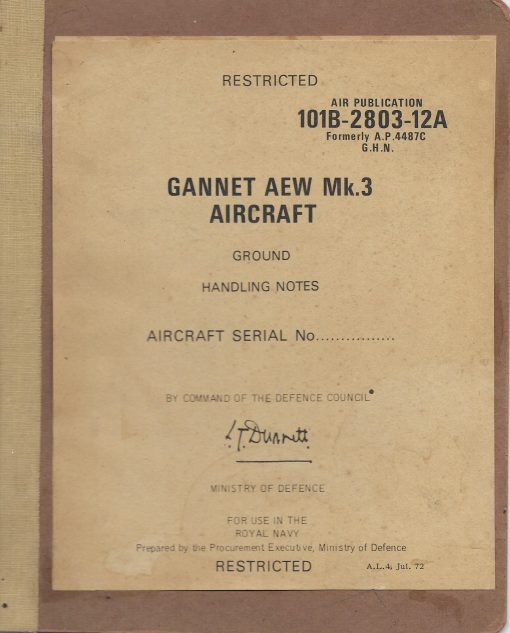 RESTRICTED
AIR PUBLICATION
101B-2803-12A
Formerly A.P.4487C
G.H.N.
GANNET AEW Mk.3
AIRCRAFT
GROUND
HANDLING NOTES
AIRCRAFT SERIAL No................
BY COMMAND OF THE DEFENCE COUNCIL
L.T. Dunnett
MINISTRY OF DEFENCE
FOR USE IN THE
ROYAL NAVY
Prepared by the Procurement Executive, Ministry of Defence
RESTRICTED
A.L.4, Jul. 72